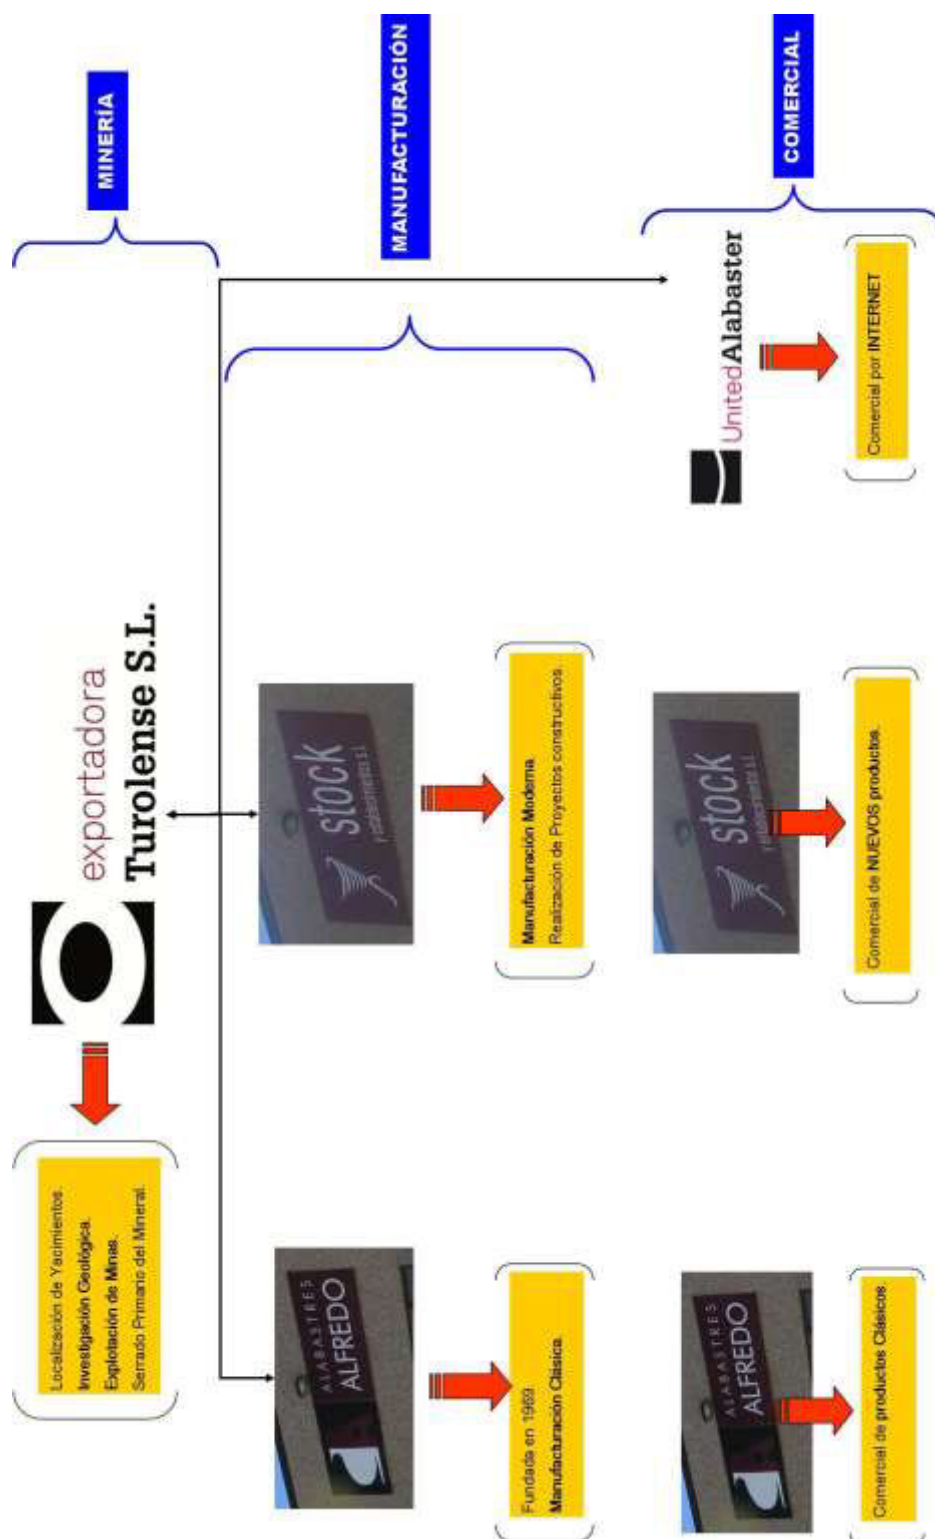 MINERÍA
exportadora
Turolense S.L.
Localización de Yacimientos.
Investigación Geológica.
Explotación de Minas.
Serrado Primario del Mineral.
MANUFACTURACIÓN
ALABASTRES
ALFREDO
Fundada en 1969
Manufacturación Clásica.
stock
Manufacturación Moderna.
Realización de Proyectos constructivos.
COMERCIAL
ALABASTRES
ALFREDO
Comercial de productos Clásicos.
stock
Comercial de NUEVOS productos.
UnitedAlabaster
Comercial por INTERNET